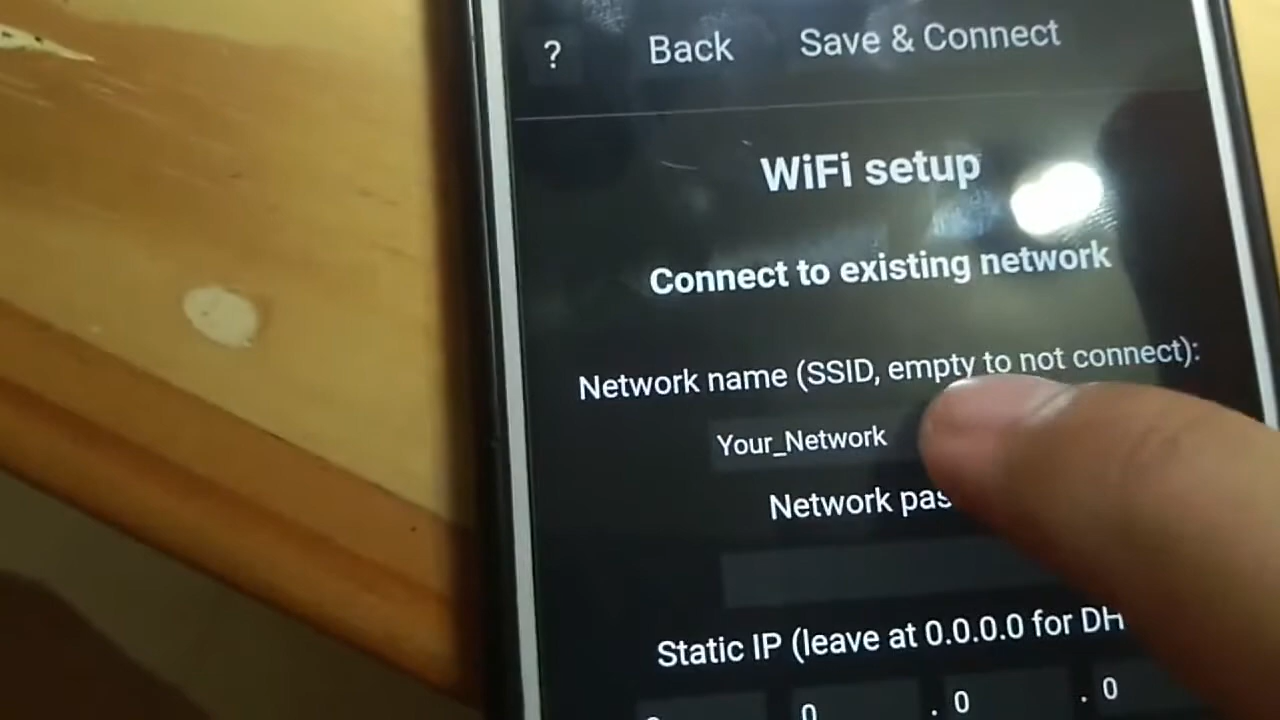 ? Back Save & Connect
WiFi setup
Connect to existing network
Network name (SSID, empty to not connect):
Your_Network
Network pas
Static IP (leave at 0.0.0.0 for DH
0 . 0 . 0